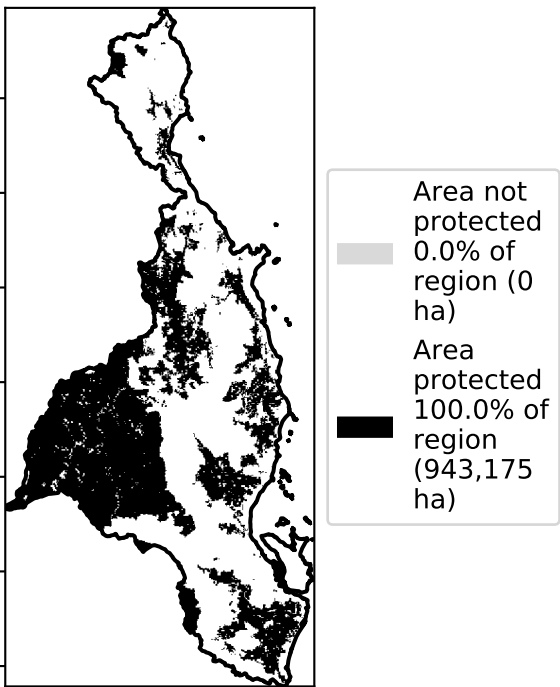 Area not
protected
0.0% of
region (0
ha)
Area
protected
100.0% of
region
(943,175
ha)